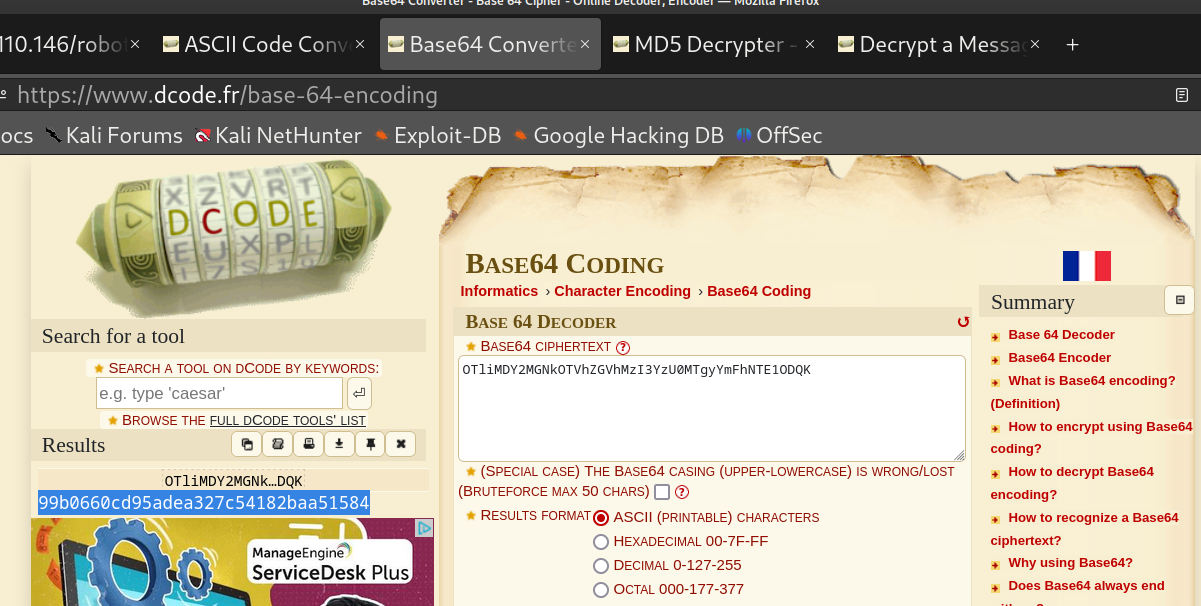 Base64 Converter - Base 64 Cipher - Online Decoder, Encoder — Mozilla Firefox
110.146/robo × ASCII Code Conv × Base64 Converte × MD5 Decrypter - × Decrypt a Messa × +
https://www.dcode.fr/base-64-encoding
ocs Kali Forums Kali NetHunter Exploit-DB Google Hacking DB OffSec
X Z V R T
D C O D E
E U X P L
BASE64 CODING
Informatics › Character Encoding › Base64 Coding
Search for a tool
SEARCH A TOOL ON DCODE BY KEYWORDS:
e.g. type 'caesar'
BROWSE THE FULL DCODE TOOLS' LIST
Results
OTliMDY2MGNk…DQK
99b0660cd95adea327c54182baa51584
ManageEngine
ServiceDesk Plus
BASE 64 DECODER
BASE64 CIPHERTEXT ?
OTliMDY2MGNkOTVhZGVhMzI3YzU0MTgyYmFhNTE1ODQK
(SPECIAL CASE) THE BASE64 CASING (UPPER-LOWERCASE) IS WRONG/LOST
(BRUTEFORCE MAX 50 CHARS) ?
RESULTS FORMAT ASCII (PRINTABLE) CHARACTERS
HEXADECIMAL 00-7F-FF
DECIMAL 0-127-255
OCTAL 000-177-377
Summary
Base 64 Decoder
Base64 Encoder
What is Base64 encoding?
(Definition)
How to encrypt using Base64
coding?
How to decrypt Base64
encoding?
How to recognize a Base64
ciphertext?
Why using Base64?
Does Base64 always end